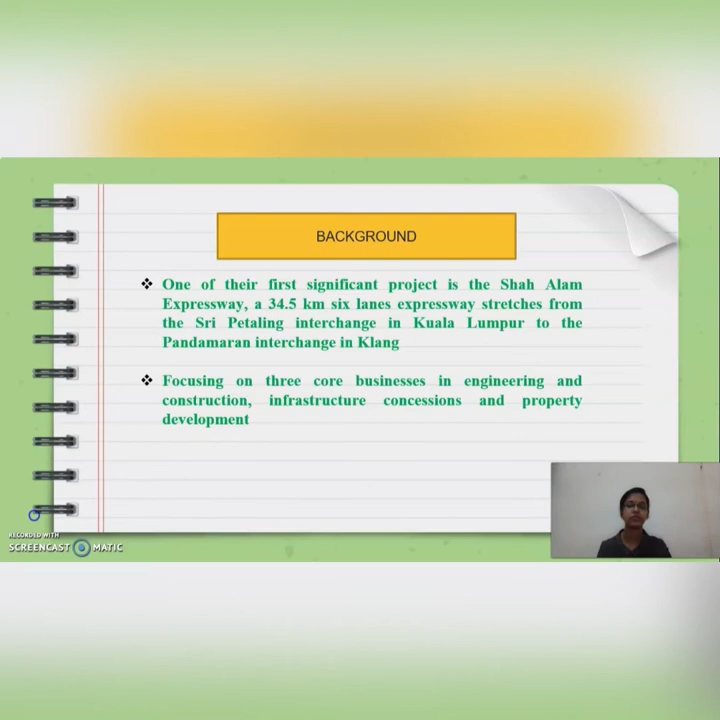 BACKGROUND
❖ One of their first significant project is the Shah Alam
Expressway, a 34.5 km six lanes expressway stretches from
the Sri Petaling interchange in Kuala Lumpur to the
Pandamaran interchange in Klang
❖ Focusing on three core businesses in engineering and
construction, infrastructure concessions and property
development
RECORDED WITH
SCREENCAST MATIC